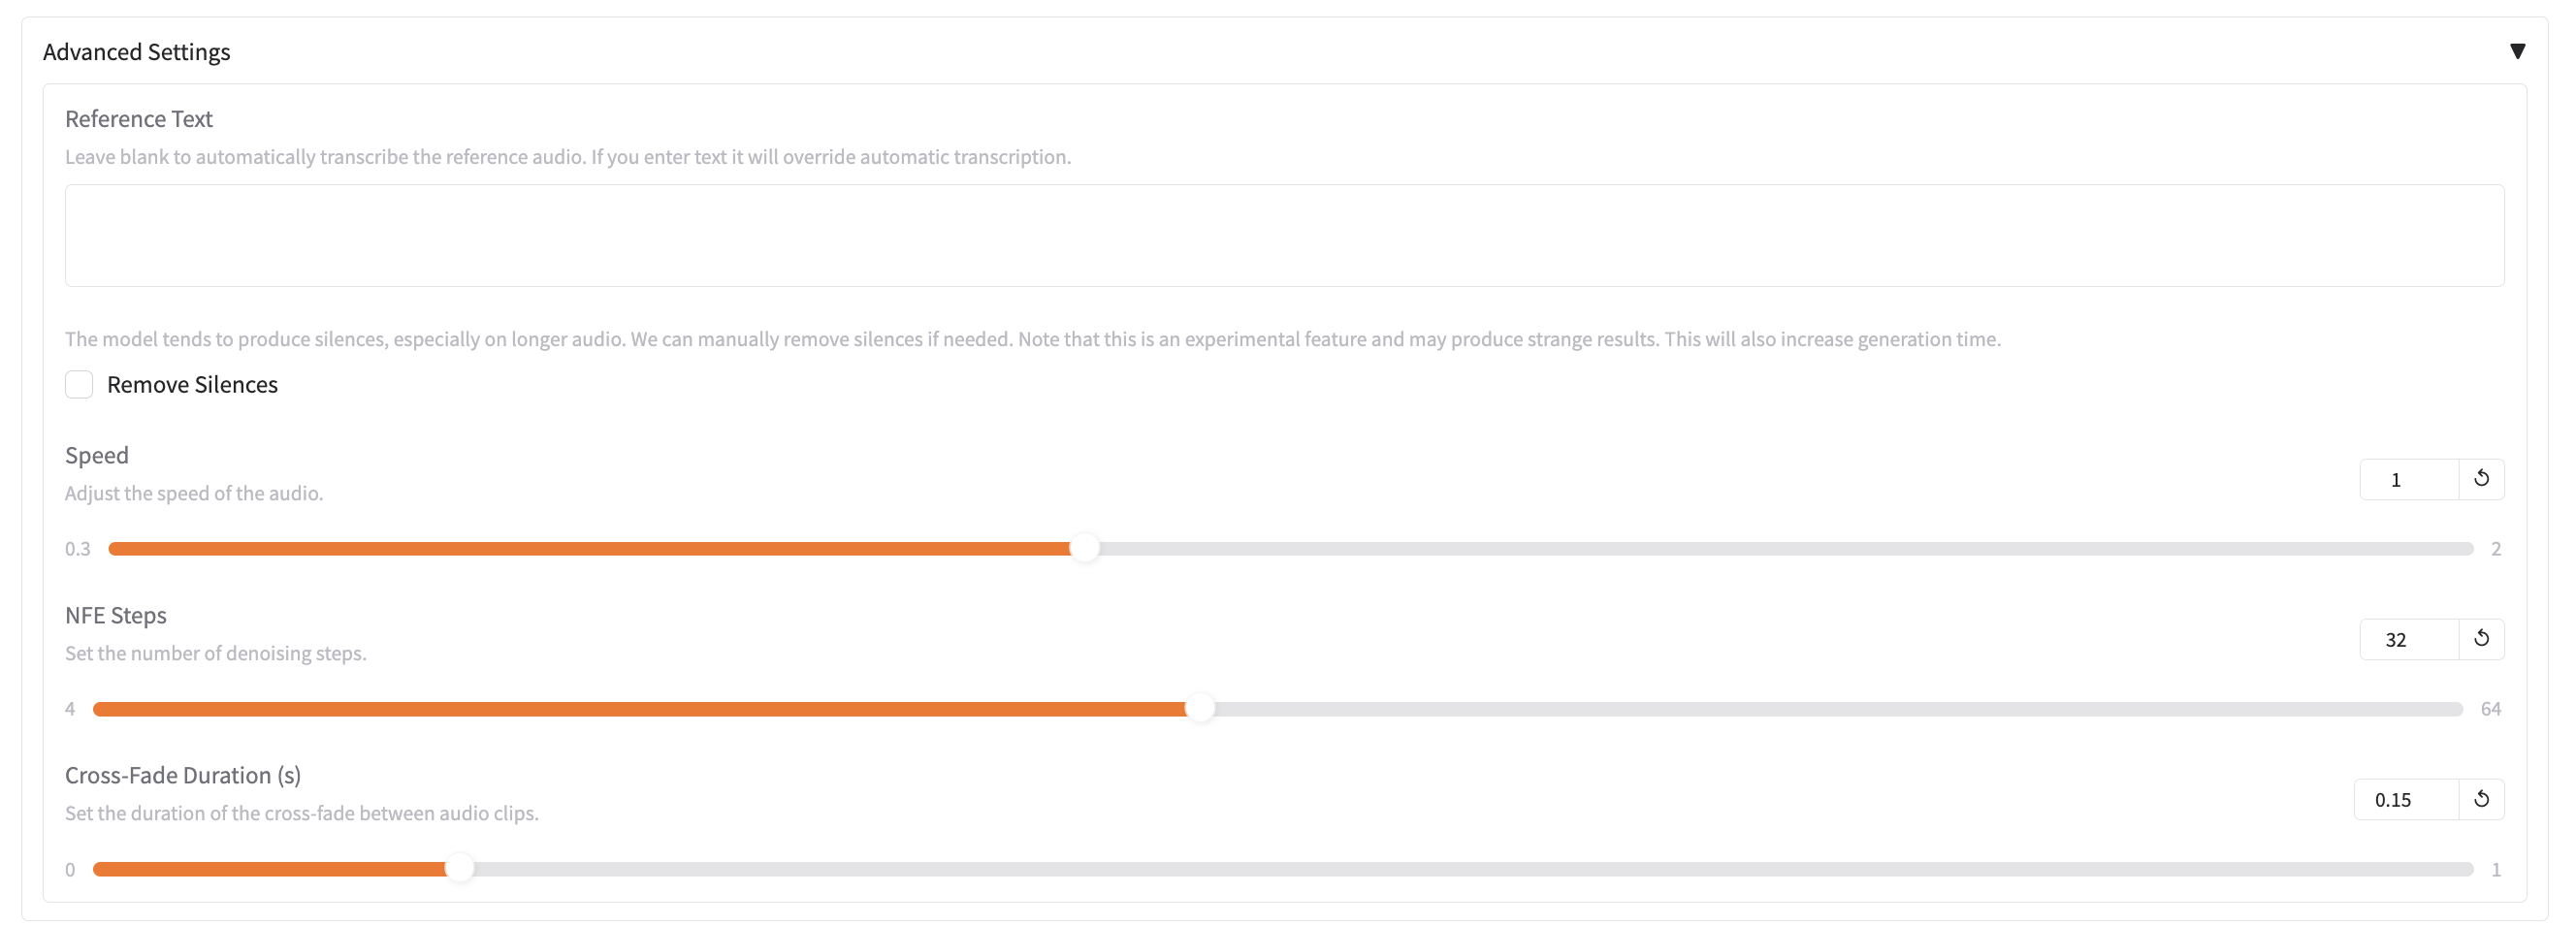 Advanced Settings
▼
Reference Text
Leave blank to automatically transcribe the reference audio. If you enter text it will override automatic transcription.
The model tends to produce silences, especially on longer audio. We can manually remove silences if needed. Note that this is an experimental feature and may produce strange results. This will also increase generation time.
Remove Silences
Speed
Adjust the speed of the audio.
1
0.3
2
NFE Steps
Set the number of denoising steps.
32
4
64
Cross-Fade Duration (s)
Set the duration of the cross-fade between audio clips.
0.15
0
1